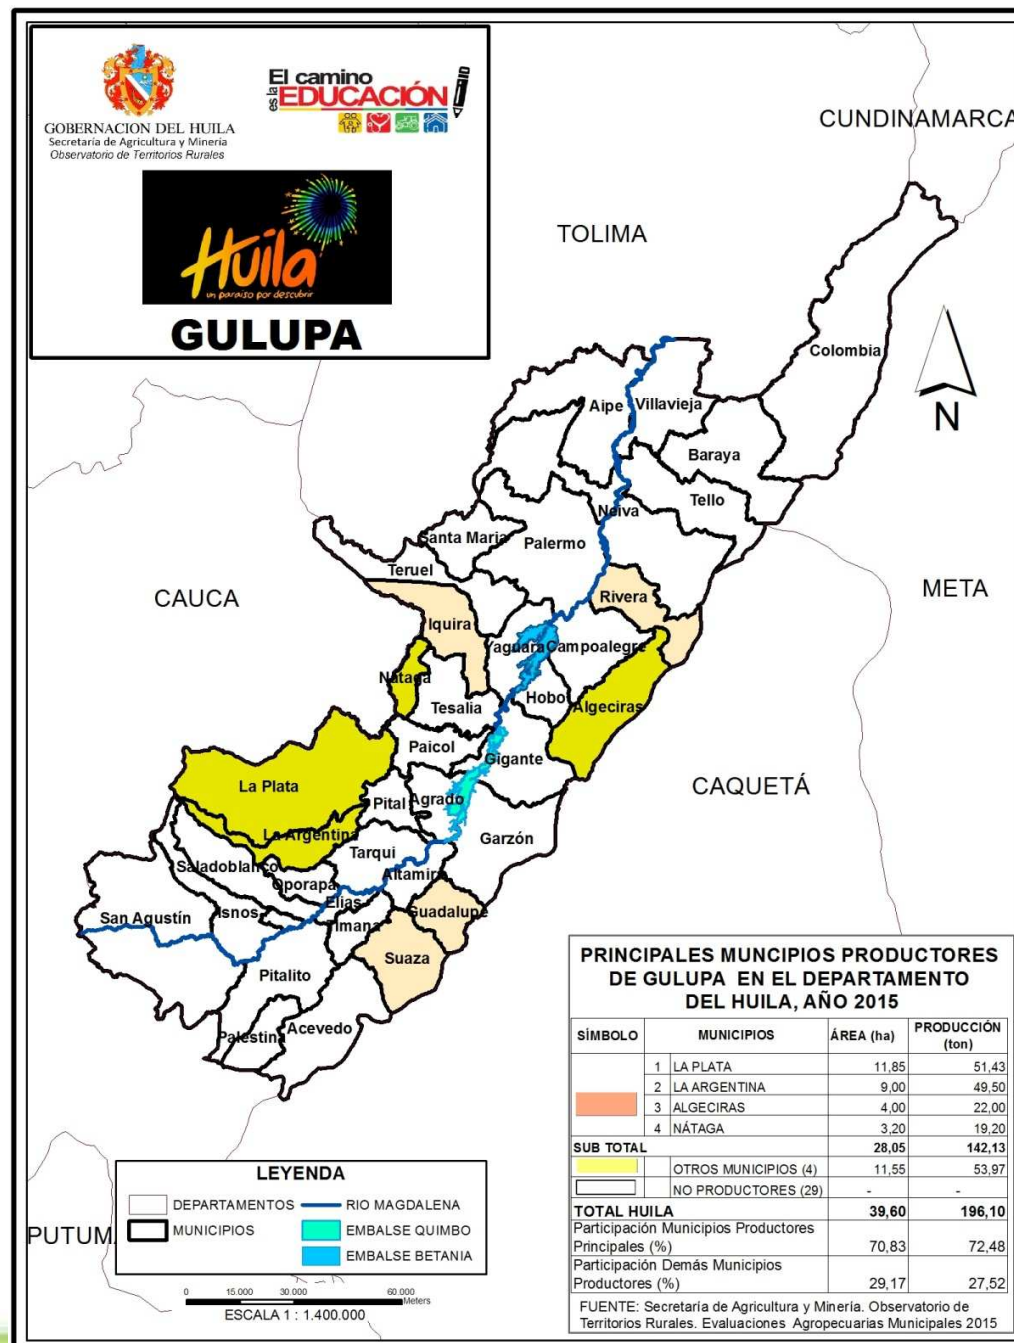 GOBERNACION DEL HUILA
Secretaría de Agricultura y Minería
Observatorio de Territorios Rurales
El camino
es la EDUCACIÓN
Huila
un paraíso por descubrir
GULUPA
CUNDINAMARCA
TOLIMA
Colombia
N
Aipe
Villavieja
Baraya
Tello
Neiva
Santa Maria
Palermo
Teruel
CAUCA
META
Rivera
Iquira
Yaguará
Campoalegre
Nátaga
Hobo
Algeciras
Tesalia
Paicol
Gigante
La Plata
CAQUETÁ
Pital
Agrado
La Argentina
Garzón
Tarqui
Saladoblanco
Oporapa
Altamira
Elias
Guadalupe
San Agustín
Isnos
Timaná
Suaza
Pitalito
Acevedo
Palestina
PUTUM
LEYENDA
DEPARTAMENTOS
RIO MAGDALENA
MUNICIPIOS
EMBALSE QUIMBO
EMBALSE BETANIA
0 15.000 30.000 60.000
Meters
ESCALA 1 : 1.400.000
PRINCIPALES MUNCIPIOS PRODUCTORES
DE GULUPA EN EL DEPARTAMENTO
DEL HUILA, AÑO 2015
SÍMBOLO MUNICIPIOS ÁREA (ha) PRODUCCIÓN (ton)
1 LA PLATA 11,85 51,43
2 LA ARGENTINA 9,00 49,50
3 ALGECIRAS 4,00 22,00
4 NÁTAGA 3,20 19,20
SUB TOTAL 28,05 142,13
OTROS MUNICIPIOS (4) 11,55 53,97
NO PRODUCTORES (29) - -
TOTAL HUILA 39,60 196,10
Participación Municipios Productores
Principales (%) 70,83 72,48
Participación Demás Municipios
Productores (%) 29,17 27,52
FUENTE: Secretaría de Agricultura y Minería. Observatorio de
Territorios Rurales. Evaluaciones Agropecuarias Municipales 2015